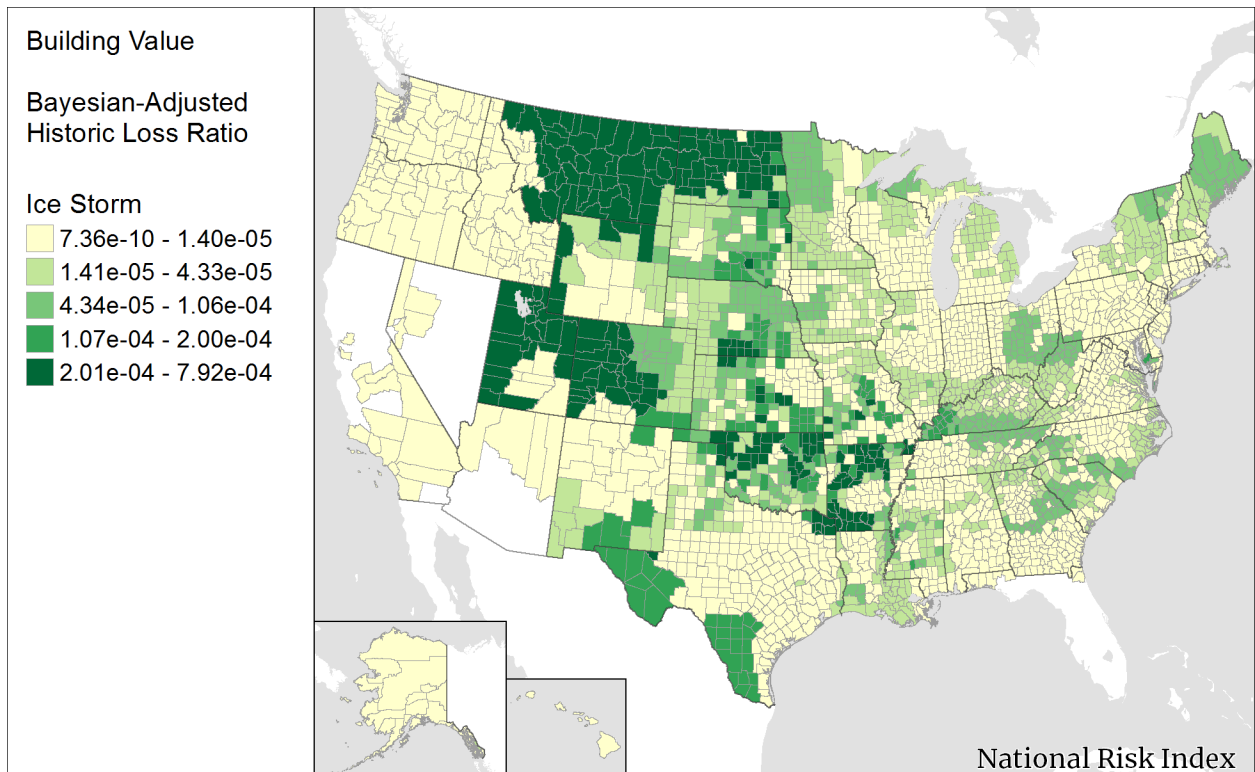 Building Value
Bayesian-Adjusted
Historic Loss Ratio
Ice Storm
7.36e-10 - 1.40e-05
1.41e-05 - 4.33e-05
4.34e-05 - 1.06e-04
1.07e-04 - 2.00e-04
2.01e-04 - 7.92e-04
National Risk Index